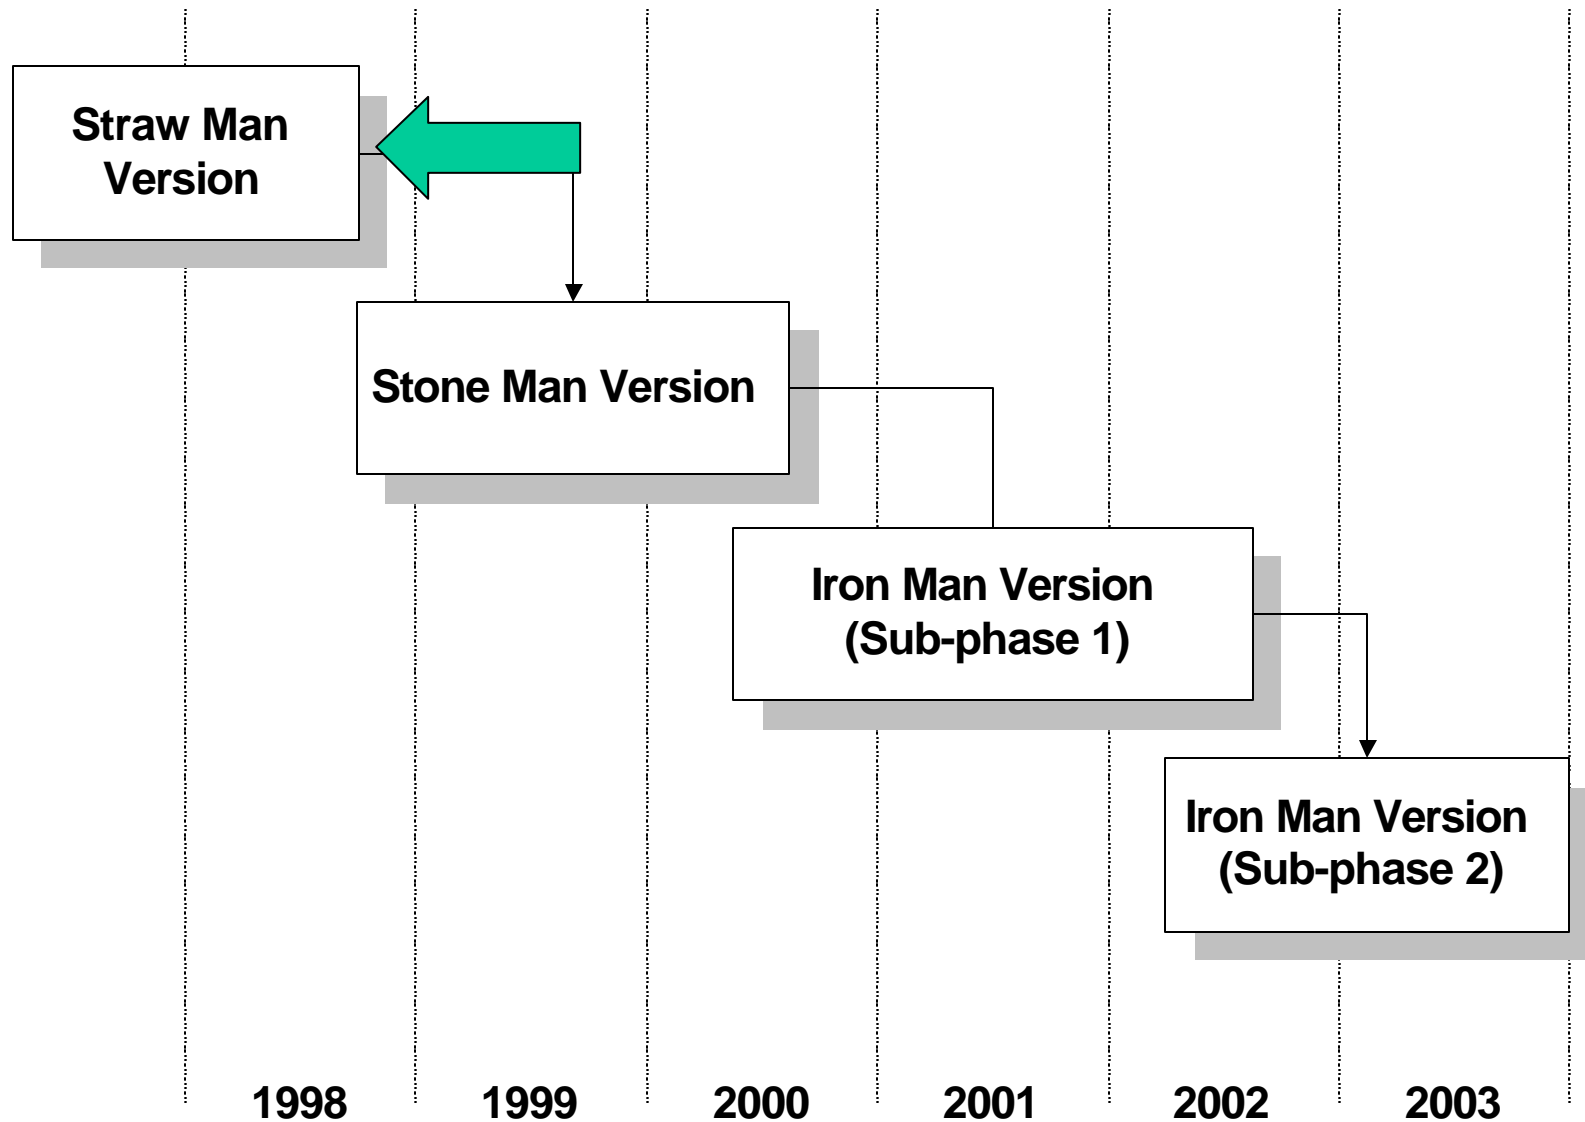 Straw Man
Version
Stone Man Version
Iron Man Version
(Sub-phase 1)
Iron Man Version
(Sub-phase 2)
1998 1999 2000 2001 2002 2003